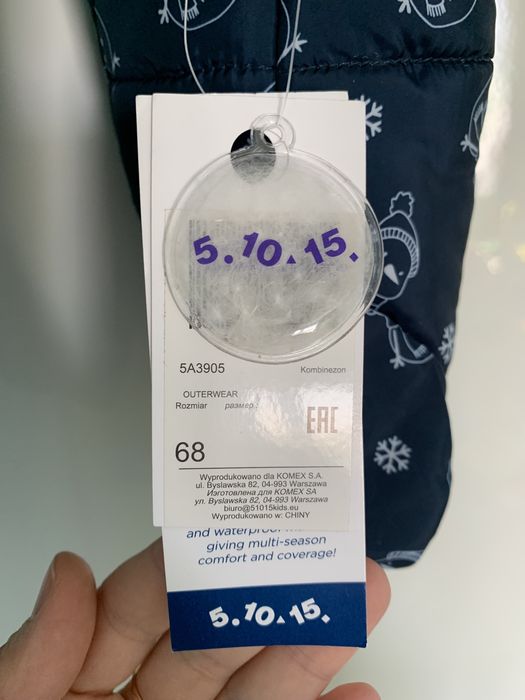 5.10.15.
5A3905 Kombinezon
OUTERWEAR
Rozmiar размер:
EAC
68
Wyprodukowano dla KOMEX S.A.
ul. Byslawska 82, 04-993 Warszawa
Изготовлена для KOMEX SA
ул. Byslawska 82, 04-993 Warszawa
biuro@51015kids.eu
Wyprodukowano w: CHINY
and waterproof
giving multi-season
comfort and coverage!
5.10.15.